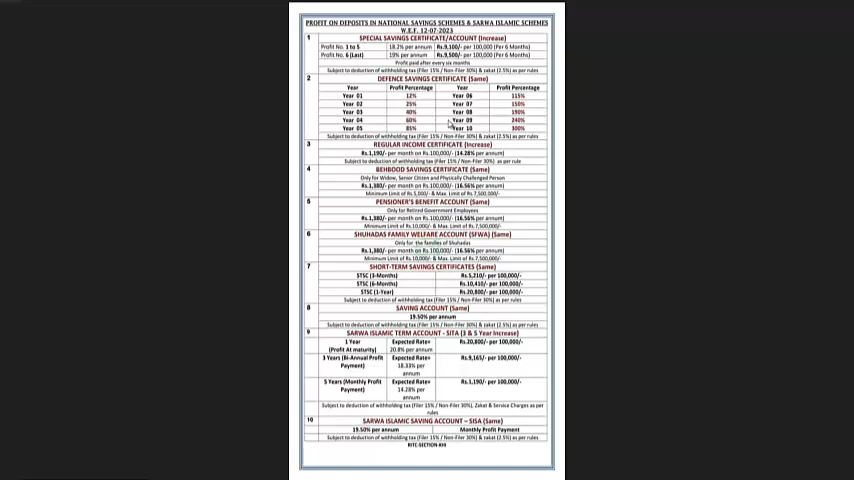 PROFIT ON DEPOSITS IN NATIONAL SAVINGS SCHEMES & SARWA ISLAMIC SCHEMES
W.E.F. 12-07-2023
1 SPECIAL SAVINGS CERTIFICATE/ACCOUNT (Increase)
Profit No. 1 to 5 18.2% per annum Rs.9,100/- per 100,000 (Per 6 Months)
Profit No. 6 (Last) 19% per annum Rs.9,500/- per 100,000 (Per 6 Months)
Profit paid after every six months
Subject to deduction of withholding tax (Filer 15% / Non-Filer 30%) & zakat (2.5%) as per rules
2 DEFENCE SAVINGS CERTIFICATE (Same)
Year Profit Percentage Year Profit Percentage
Year 01 12% Year 06 115%
Year 02 25% Year 07 150%
Year 03 40% Year 08 190%
Year 04 60% Year 09 240%
Year 05 85% Year 10 300%
Subject to deduction of withholding tax (Filer 15% / Non-Filer 30%) & zakat (2.5%) as per rules
3 REGULAR INCOME CERTIFICATE (Increase)
Rs.1,190/- per month on Rs.100,000/- (14.28% per annum)
Subject to deduction of withholding tax (Filer 15% / Non-Filer 30%) as per rule
4 BEHBOOD SAVINGS CERTIFICATE (Same)
Only for Widow, Senior Citizen and Physically Challenged Person
Rs.1,380/- per month on Rs.100,000/- (16.56% per annum)
Minimum Limit of Rs.5,000/- & Max. Limit of Rs.7,500,000/-
5 PENSIONER'S BENEFIT ACCOUNT (Same)
Only for Retired Government Employees
Rs.1,380/- per month on Rs.100,000/- (16.56% per annum)
Minimum Limit of Rs.10,000/- & Max. Limit of Rs.7,500,000/-
6 SHUHADAS FAMILY WELFARE ACCOUNT (SFWA) (Same)
Only for the families of Shuhadas
Rs.1,380/- per month on Rs.100,000/- (16.56% per annum)
Minimum Limit of Rs.10,000/- & Max. Limit of Rs.7,500,000/-
7 SHORT-TERM SAVINGS CERTIFICATES (Same)
STSC (3-Months) Rs.5,210/- per 100,000/-
STSC (6-Months) Rs.10,410/- per 100,000/-
STSC (1-Year) Rs.20,800/- per 100,000/-
Subject to deduction of withholding tax (Filer 15% / Non-Filer 30%) & zakat (2.5%) as per rules
8 SAVING ACCOUNT (Same)
19.50% per annum
Subject to deduction of withholding tax (Filer 15% / Non-Filer 30%) & zakat (2.5%) as per rules
9 SARWA ISLAMIC TERM ACCOUNT - SITA (3 & 5 Year Increase)
1 Year Expected Rate= Rs.20,800/- per 100,000/-
(Profit At maturity) 20.8% per annum
3 Years (Bi-Annual Profit Expected Rate= Rs.9,165/- per 100,000/-
Payment) 18.33% per
annum
5 Years (Monthly Profit Expected Rate= Rs.1,190/- per 100,000/-
Payment) 14.28% per
annum
Subject to deduction of withholding tax (Filer 15% / Non-Filer 30%), Zakat & Service Charges as per
rules
10 SARWA ISLAMIC SAVING ACCOUNT – SISA (Same)
19.50% per annum Monthly Profit Payment
Subject to deduction of withholding tax (Filer 15% / Non-Filer 30%) & zakat (2.5%) as per rules